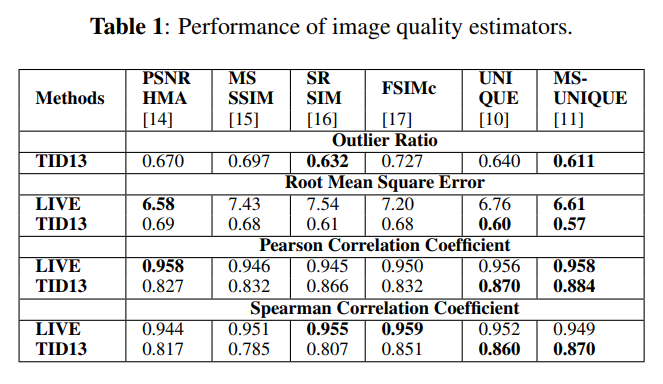 Table 1: Performance of image quality estimators.
Methods PSNR HMA [14] MS SSIM [15] SR SIM [16] FSIMc [17] UNI QUE [10] MS- UNIQUE [11]
Outlier Ratio
TID13 0.670 0.697 0.632 0.727 0.640 0.611
Root Mean Square Error
LIVE 6.58 7.43 7.54 7.20 6.76 6.61
TID13 0.69 0.68 0.61 0.68 0.60 0.57
Pearson Correlation Coefficient
LIVE 0.958 0.946 0.945 0.950 0.956 0.958
TID13 0.827 0.832 0.866 0.832 0.870 0.884
Spearman Correlation Coefficient
LIVE 0.944 0.951 0.955 0.959 0.952 0.949
TID13 0.817 0.785 0.807 0.851 0.860 0.870